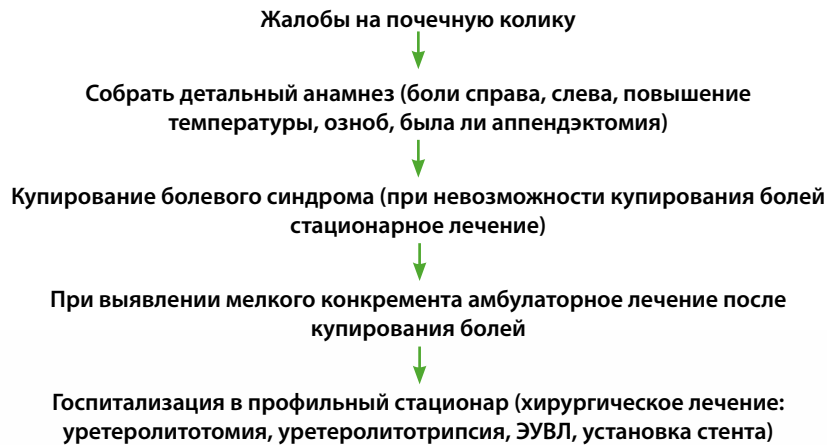 Жалобы на почечную колику
Собрать детальный анамнез (боли справа, слева, повышение
температуры, озноб, была ли аппендэктомия)
Купирование болевого синдрома (при невозможности купирования болей
стационарное лечение)
При выявлении мелкого конкремента амбулаторное лечение после
купирования болей
Госпитализация в профильный стационар (хирургическое лечение:
уретеролитотомия, уретеролитотрипсия, ЭУВЛ, установка стента)